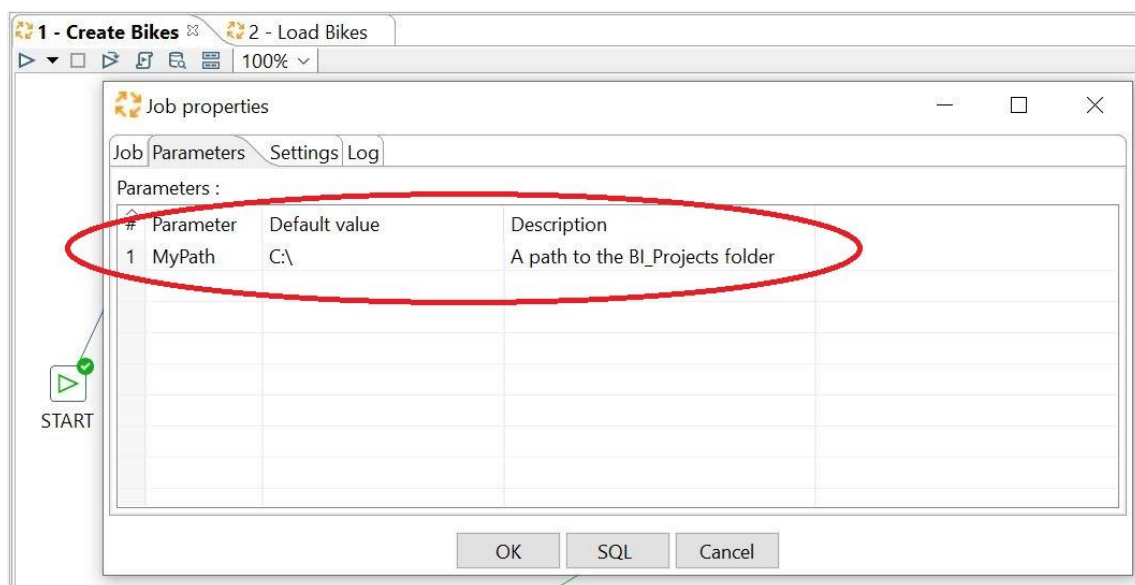 1 - Create Bikes 2 - Load Bikes
100%
Job properties
Job Parameters Settings Log
Parameters :
# Parameter Default value Description
1 MyPath C:\ A path to the BI_Projects folder
START
OK SQL Cancel